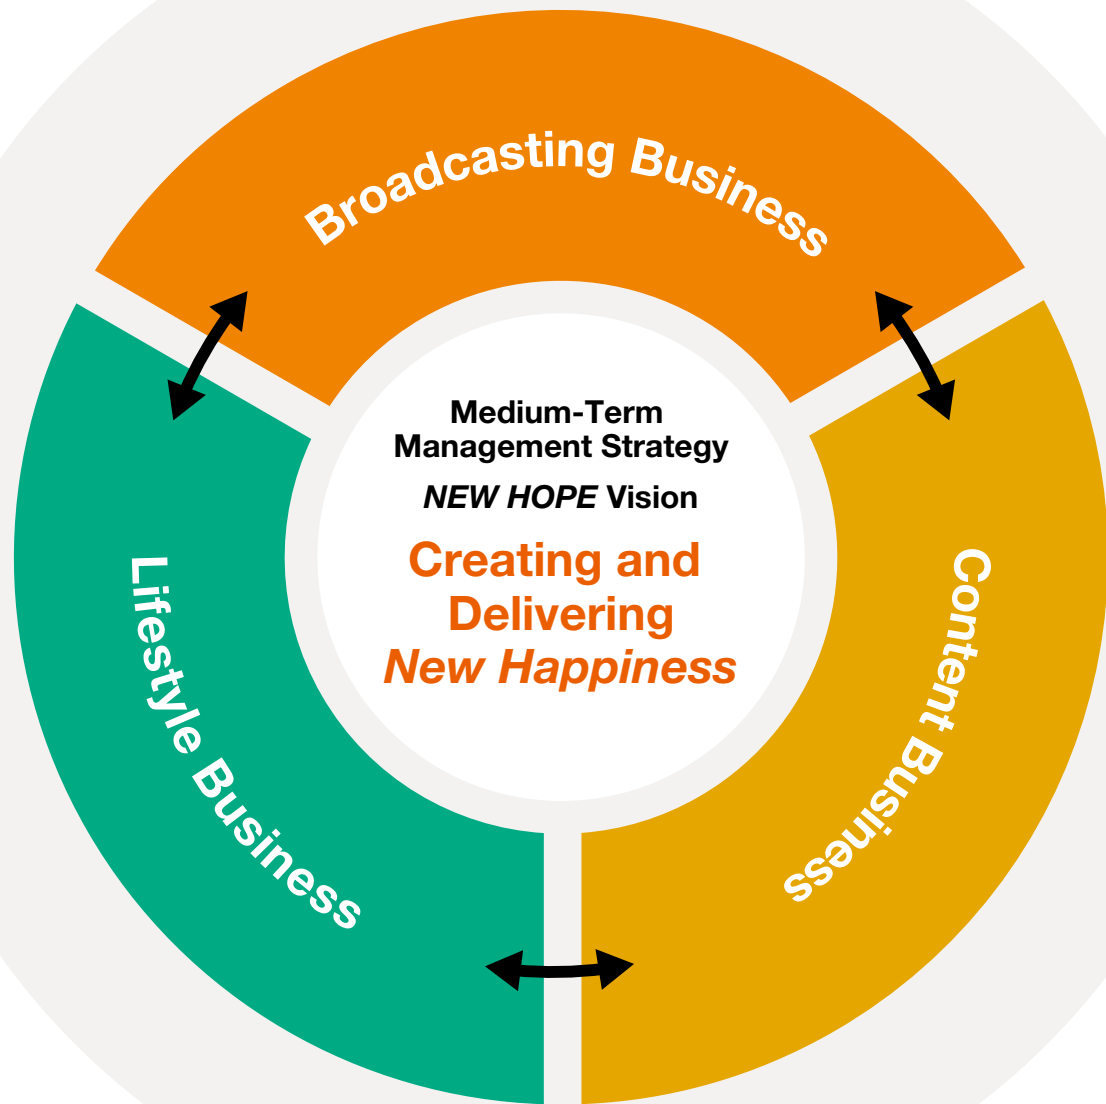 Broadcasting Business
Medium-Term
Management Strategy
NEW HOPE Vision
Creating and
Delivering
New Happiness
Lifestyle Business
Content Business